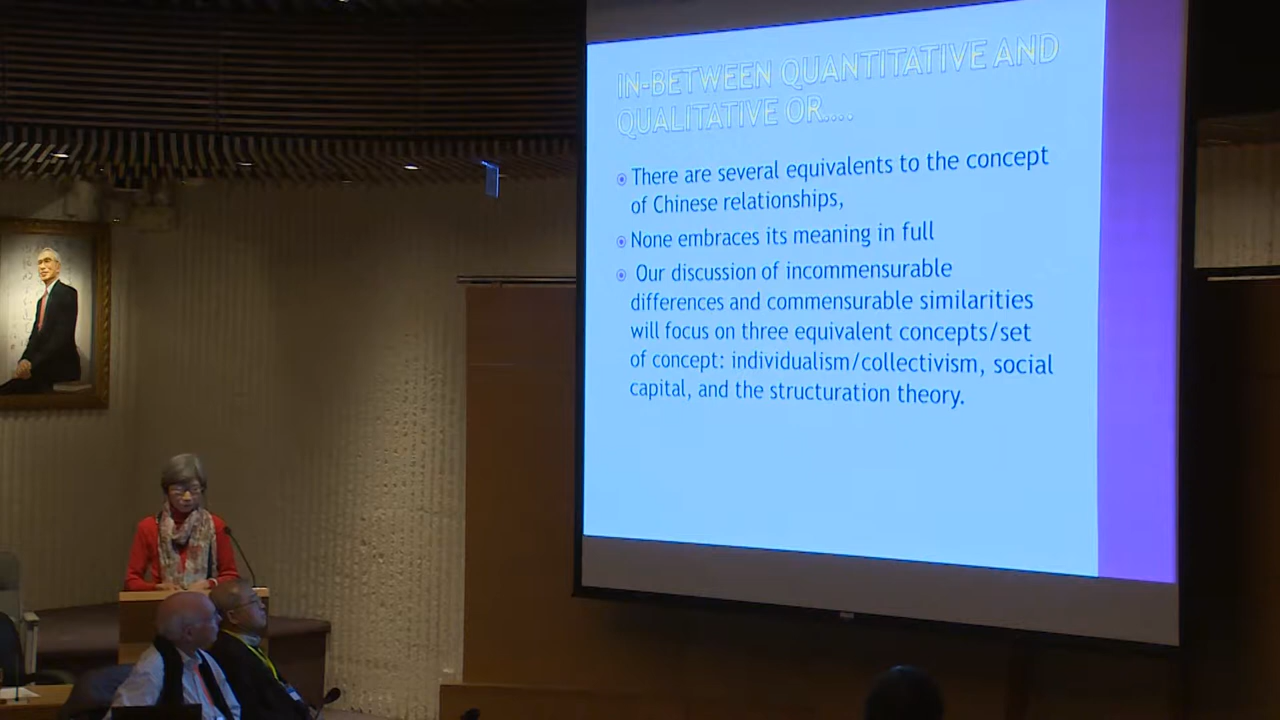 IN-BETWEEN QUANTITATIVE AND
QUALITATIVE OR....
There are several equivalents to the concept
of Chinese relationships,
None embraces its meaning in full
Our discussion of incommensurable
differences and commensurable similarities
will focus on three equivalent concepts/set
of concept: individualism/collectivism, social
capital, and the structuration theory.